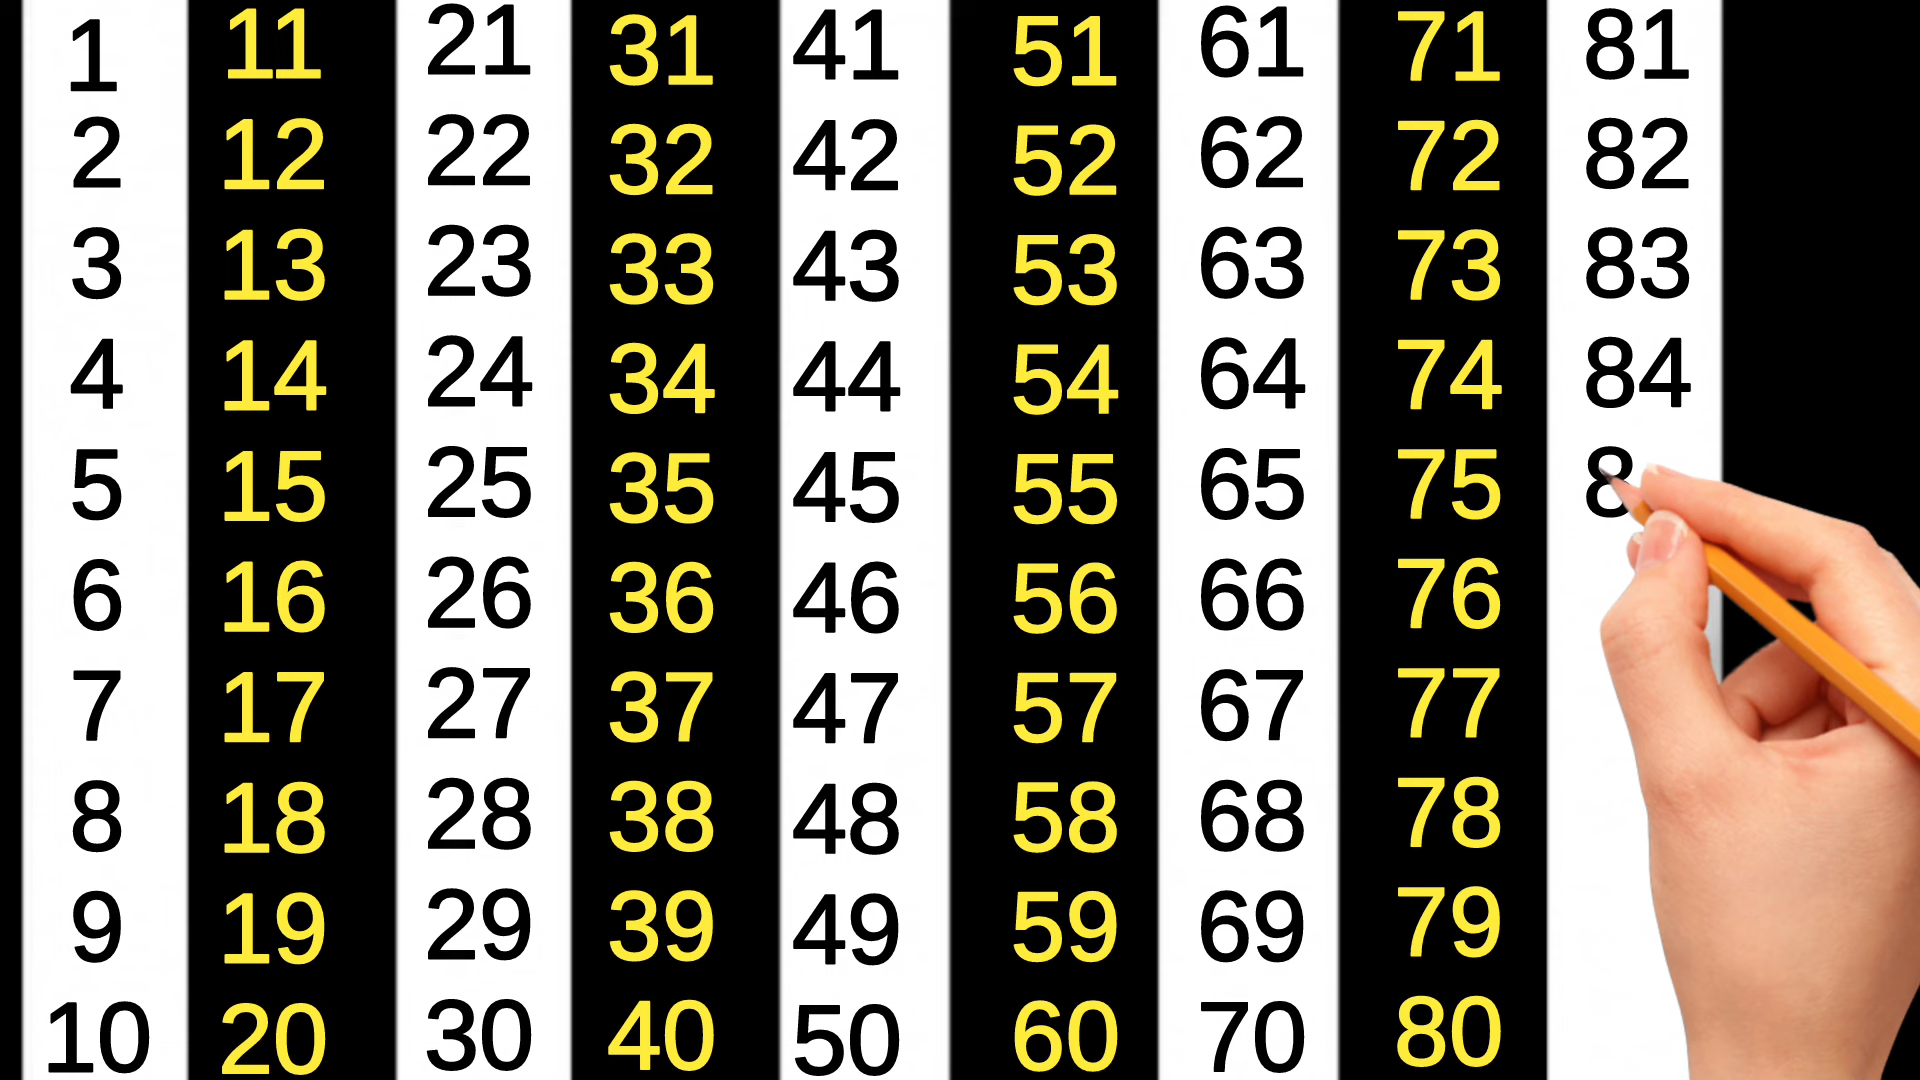 1 11 21 31 41 51 61 71 81
2 12 22 32 42 52 62 72 82
3 13 23 33 43 53 63 73 83
4 14 24 34 44 54 64 74 84
5 15 25 35 45 55 65 75 8
6 16 26 36 46 56 66 76
7 17 27 37 47 57 67 77
8 18 28 38 48 58 68 78
9 19 29 39 49 59 69 79
10 20 30 40 50 60 70 80